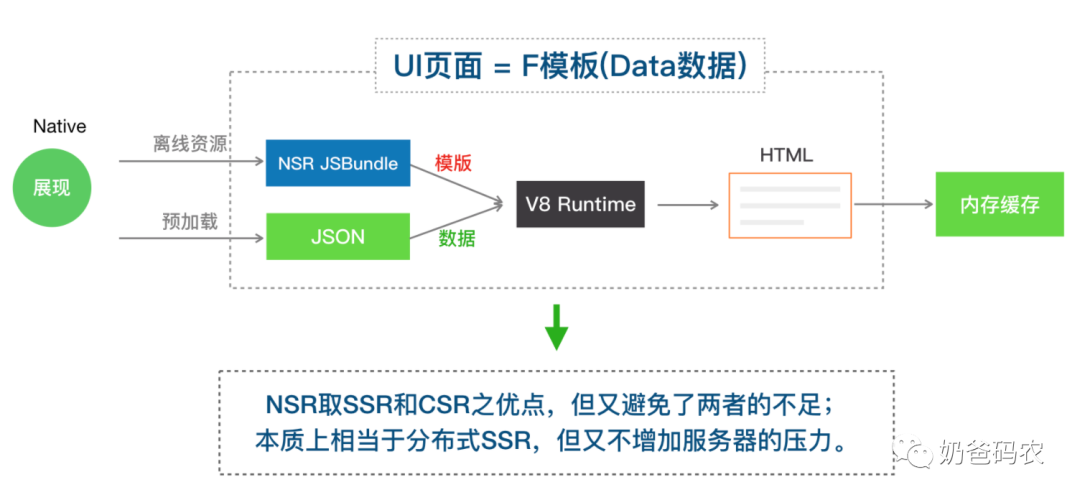 UI页面 = F模板(Data数据)
Native
展现
离线资源
预加载
NSR JSBundle
JSON
模版
数据
V8 Runtime
HTML
内存缓存
NSR取SSR和CSR之优点，但又避免了两者的不足；
本质上相当于分布式SSR，但又不增加服务器的压力。
奶爸码农